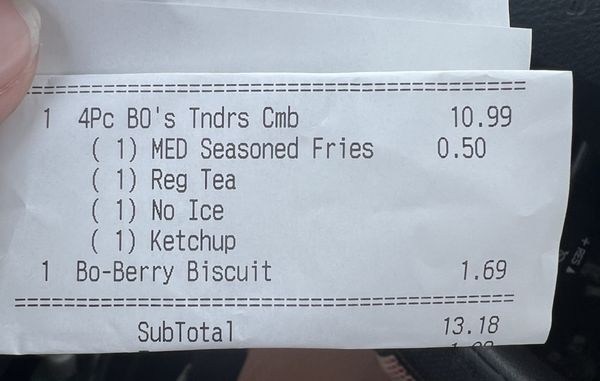 ==============================================
1 4Pc BO's Tndrs Cmb 10.99
( 1) MED Seasoned Fries 0.50
( 1) Reg Tea
( 1) No Ice
( 1) Ketchup
1 Bo-Berry Biscuit 1.69
==============================================
SubTotal 13.18